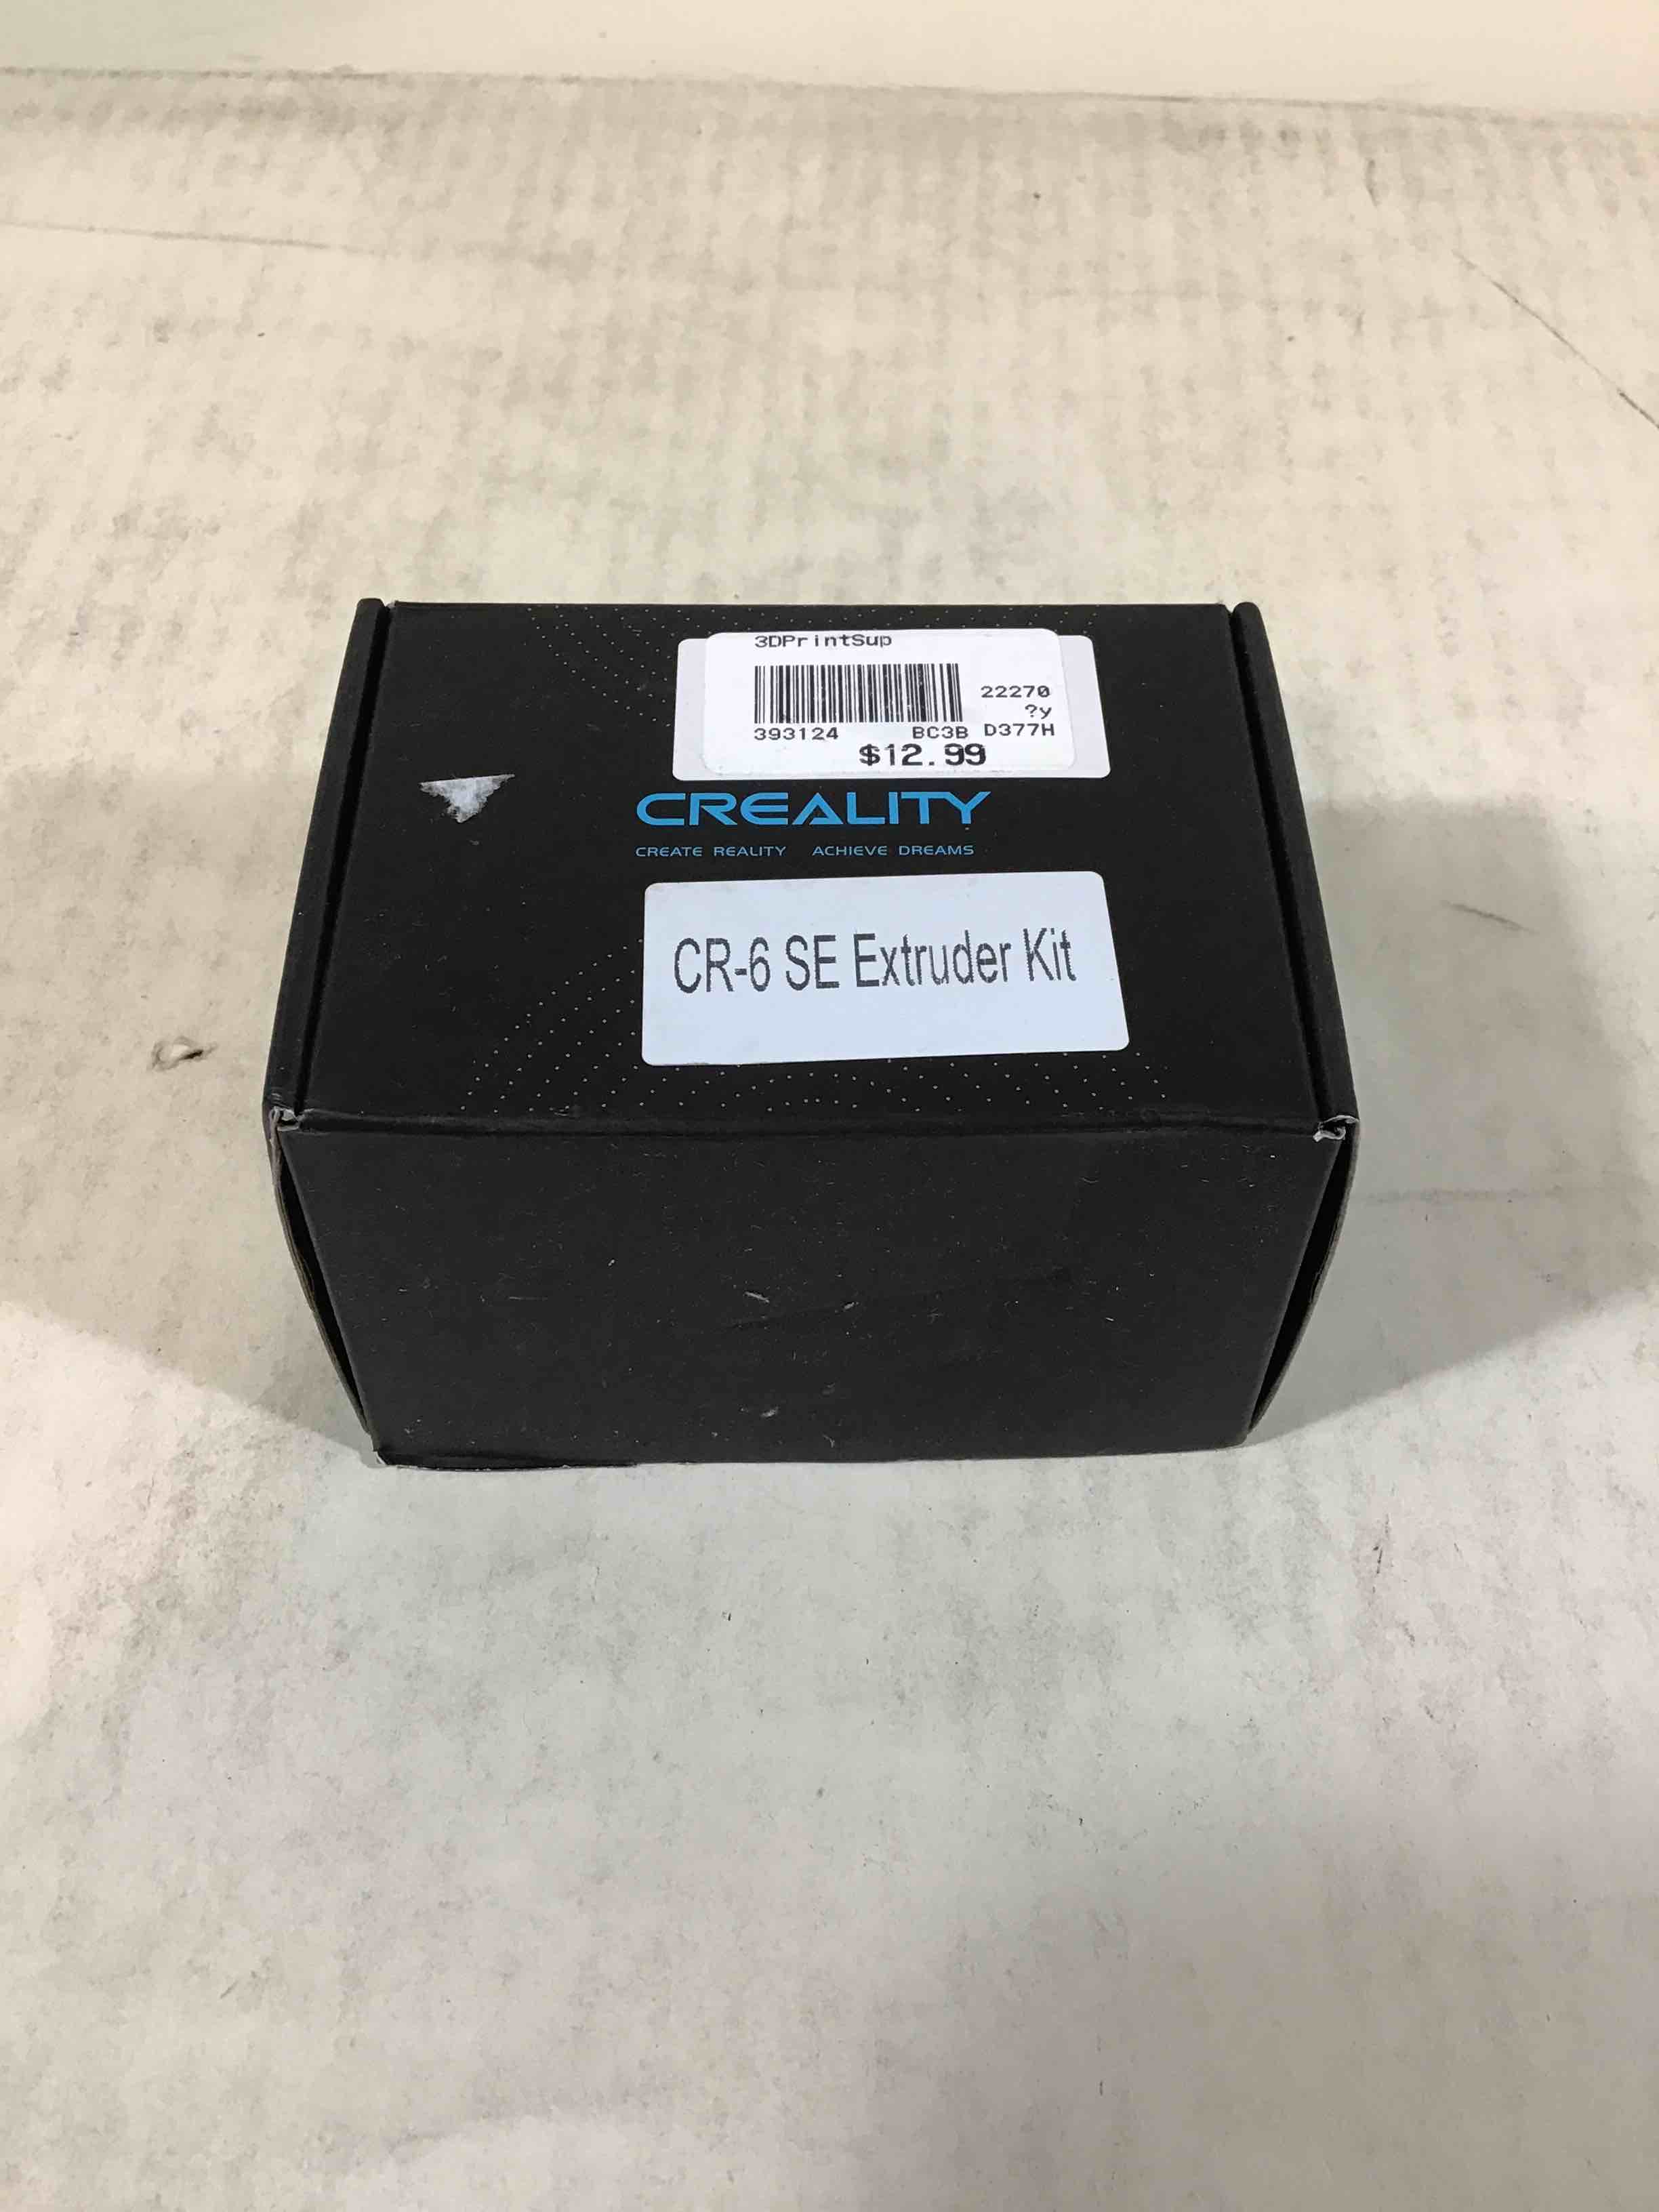 3DPrintSup
22270
?y
393124 BC3B D377H
$12.99
CREALITY
CREATE REALITY ACHIEVE DREAMS
CR-6 SE Extruder Kit